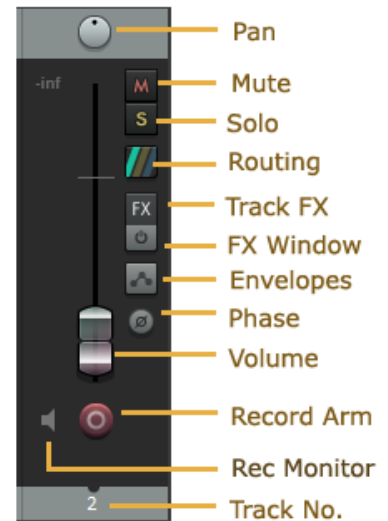 Pan
-inf
M
Mute
S
Solo
Routing
FX
Track FX
FX Window
Envelopes
Ø
Phase
Volume
Record Arm
Rec Monitor
2
Track No.